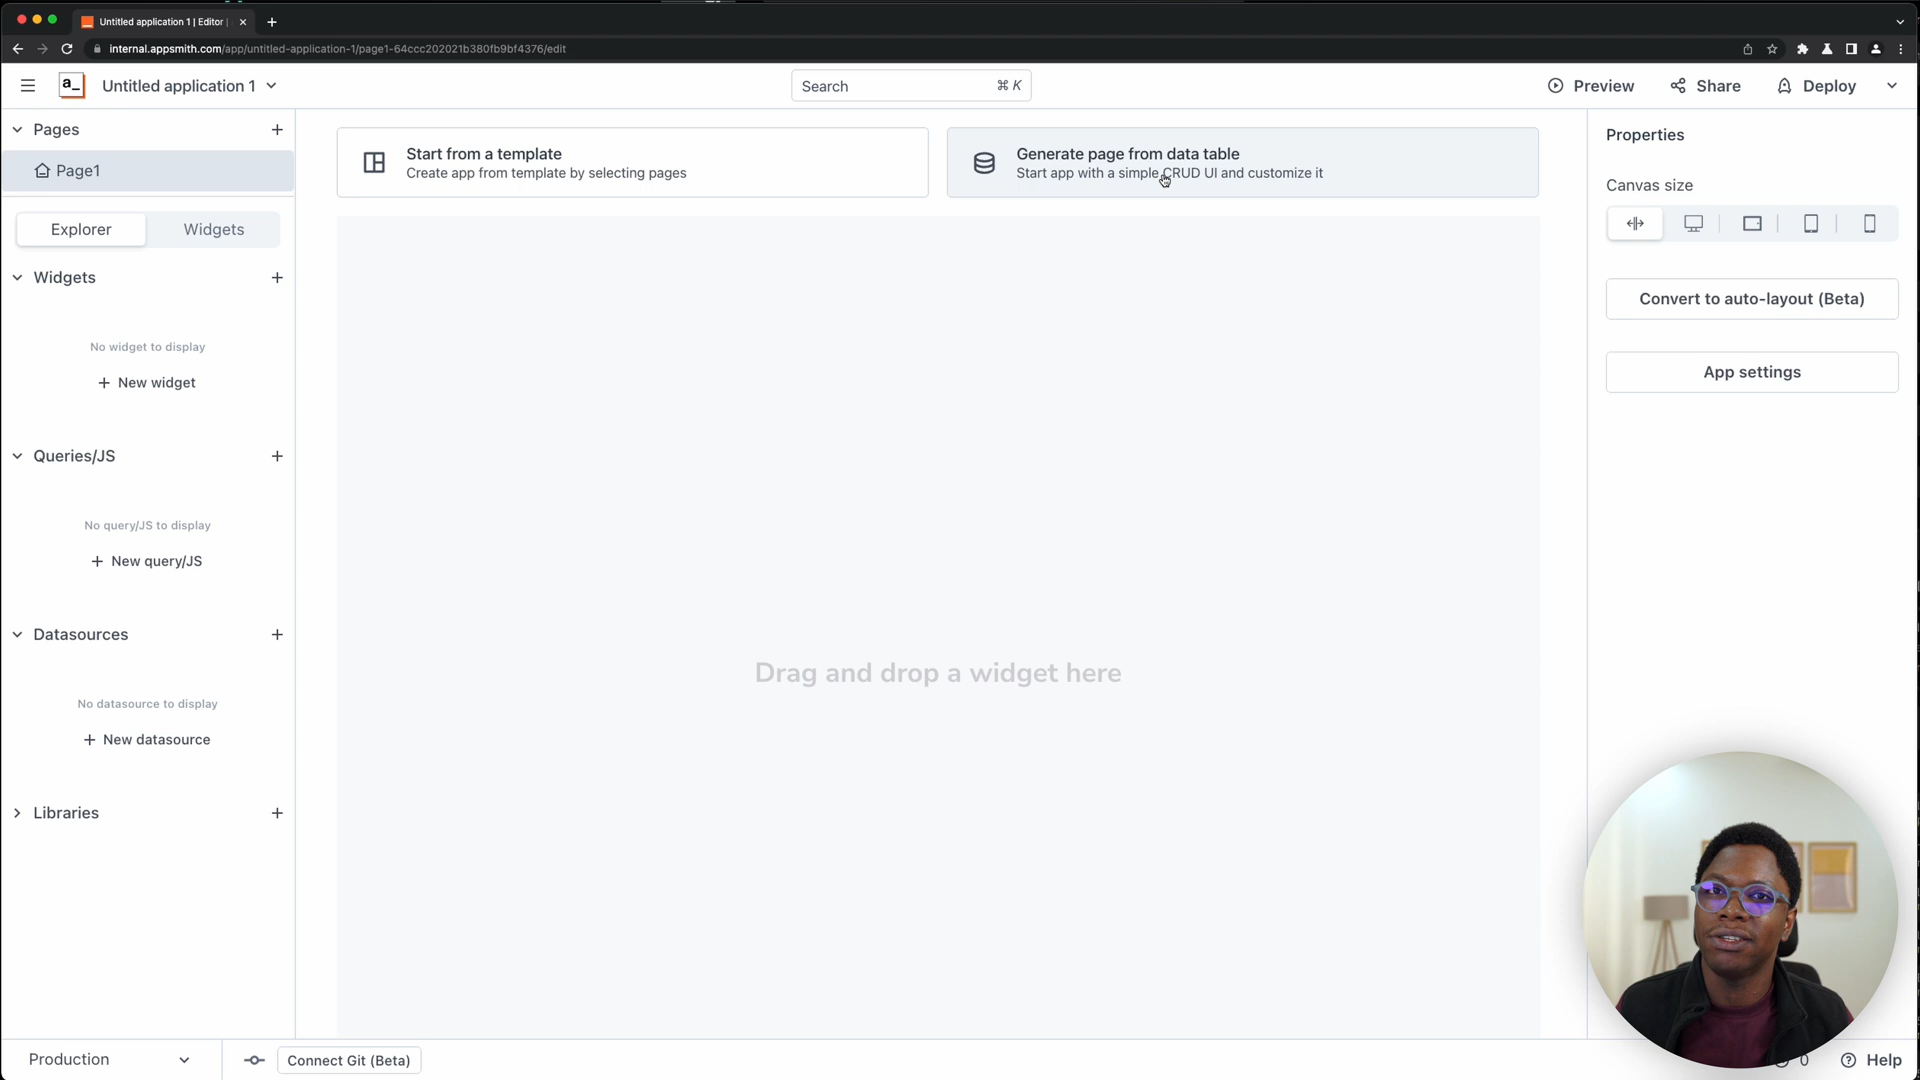 Untitled application 1 | Editor |
internal.appsmith.com/app/untitled-application-1/page1-64ccc202021b380fb9bf4376/edit
a_
Untitled application 1
Search
⌘ K
Preview
Share
Deploy
Pages
Page1
Explorer
Widgets
Widgets
No widget to display
New widget
Queries/JS
No query/JS to display
New query/JS
Datasources
No datasource to display
New datasource
Libraries
Start from a template
Create app from template by selecting pages
Generate page from data table
Start app with a simple CRUD UI and customize it
Drag and drop a widget here
Properties
Canvas size
Convert to auto-layout (Beta)
App settings
Production
Connect Git (Beta)
0
Help